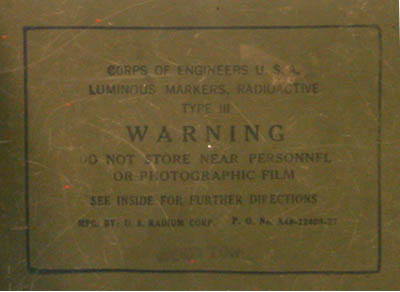 CORPS OF ENGINEERS U. S. A.
LUMINOUS MARKERS, RADIOACTIVE
TYPE III
WARNING
DO NOT STORE NEAR PERSONNEL
OR PHOTOGRAPHIC FILM
SEE INSIDE FOR FURTHER DIRECTIONS
MFG. BY: U. S. RADIUM CORP. P. O. No.